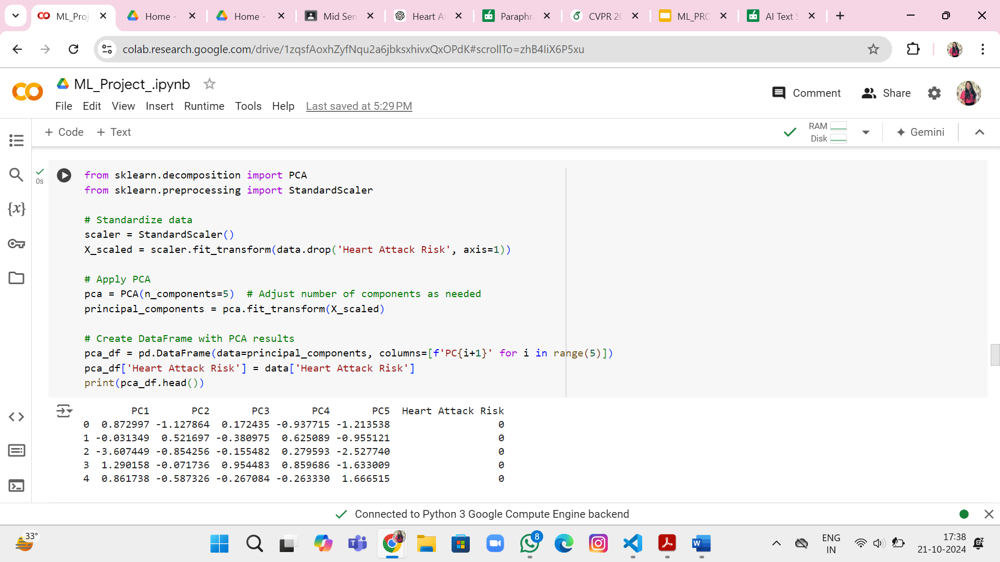 ML_Proj
Home -
Home -
Mid Sen
Heart A
Paraphr
CVPR 20
ML_PRO
AI Text S
colab.research.google.com/drive/1zqsfAoxhZyfNqu2a6jbksxhivxQxOPdK#scrollTo=zhB4IiX6P5xu
CO ML_Project_.ipynb
File Edit View Insert Runtime Tools Help Last saved at 5:29 PM
Comment Share
+ Code + Text
RAM
Disk
Gemini
{x}
0s
from sklearn.decomposition import PCA
from sklearn.preprocessing import StandardScaler
# Standardize data
scaler = StandardScaler()
X_scaled = scaler.fit_transform(data.drop('Heart Attack Risk', axis=1))
# Apply PCA
pca = PCA(n_components=5)  # Adjust number of components as needed
principal_components = pca.fit_transform(X_scaled)
# Create DataFrame with PCA results
pca_df = pd.DataFrame(data=principal_components, columns=[f'PC{i+1}' for i in range(5)])
pca_df['Heart Attack Risk'] = data['Heart Attack Risk']
print(pca_df.head())
PC1 PC2 PC3 PC4 PC5 Heart Attack Risk
0 0.872997 -1.127864 0.172435 -0.937715 -1.213538 0
1 -0.031349 0.521697 -0.380975 0.625089 -0.955121 0
2 -3.607449 -0.854256 -0.155482 0.279593 -2.527740 0
3 1.290158 -0.071736 0.954483 0.859686 -1.633009 0
4 0.861738 -0.587326 -0.267084 -0.263330 1.666515 0
Connected to Python 3 Google Compute Engine backend
33°
8
ENG
IN
17:38
21-10-2024